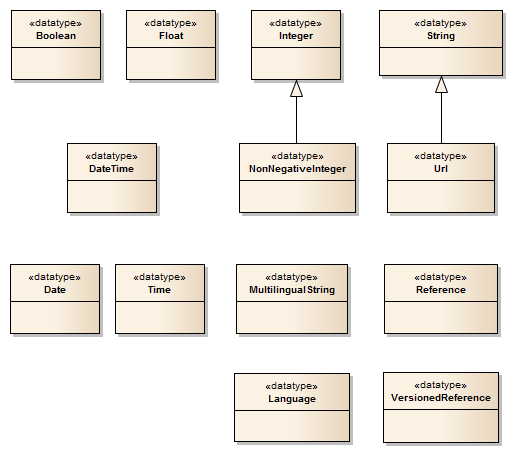 «datatype»
Boolean
«datatype»
Float
«datatype»
Integer
«datatype»
String
«datatype»
DateTime
«datatype»
NonNegativeInteger
«datatype»
Url
«datatype»
Date
«datatype»
Time
«datatype»
MultilingualString
«datatype»
Reference
«datatype»
Language
«datatype»
VersionedReference